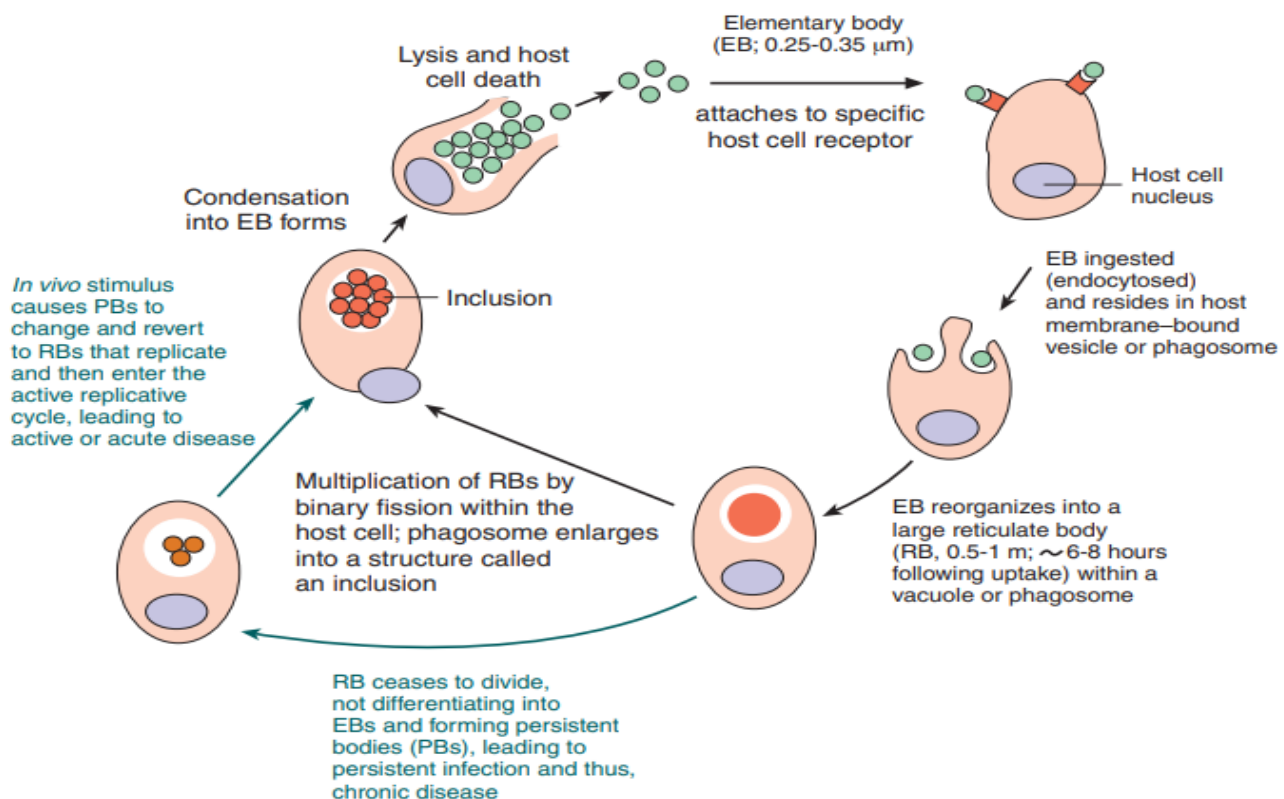 Lysis and host
cell death
Elementary body
(EB; 0.25-0.35 μm)
attaches to specific
host cell receptor
Host cell
nucleus
EB ingested
(endocytosed)
and resides in host
membrane–bound
vesicle or phagosome
EB reorganizes into a
large reticulate body
(RB, 0.5-1 m; ~6-8 hours
following uptake) within a
vacuole or phagosome
Multiplication of RBs by
binary fission within the
host cell; phagosome enlarges
into a structure called
an inclusion
Inclusion
Condensation
into EB forms
RB ceases to divide,
not differentiating into
EBs and forming persistent
bodies (PBs), leading to
persistent infection and thus,
chronic disease
In vivo stimulus
causes PBs to
change and revert
to RBs that replicate
and then enter the
active replicative
cycle, leading to
active or acute disease